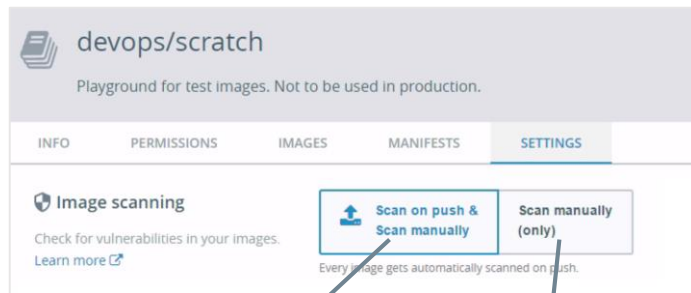 devops/scratch
Playground for test images. Not to be used in production.
INFO PERMISSIONS IMAGES MANIFESTS SETTINGS
Image scanning
Check for vulnerabilities in your images.
Learn more
Scan on push &
Scan manually
Scan manually
(only)
Every image gets automatically scanned on push.